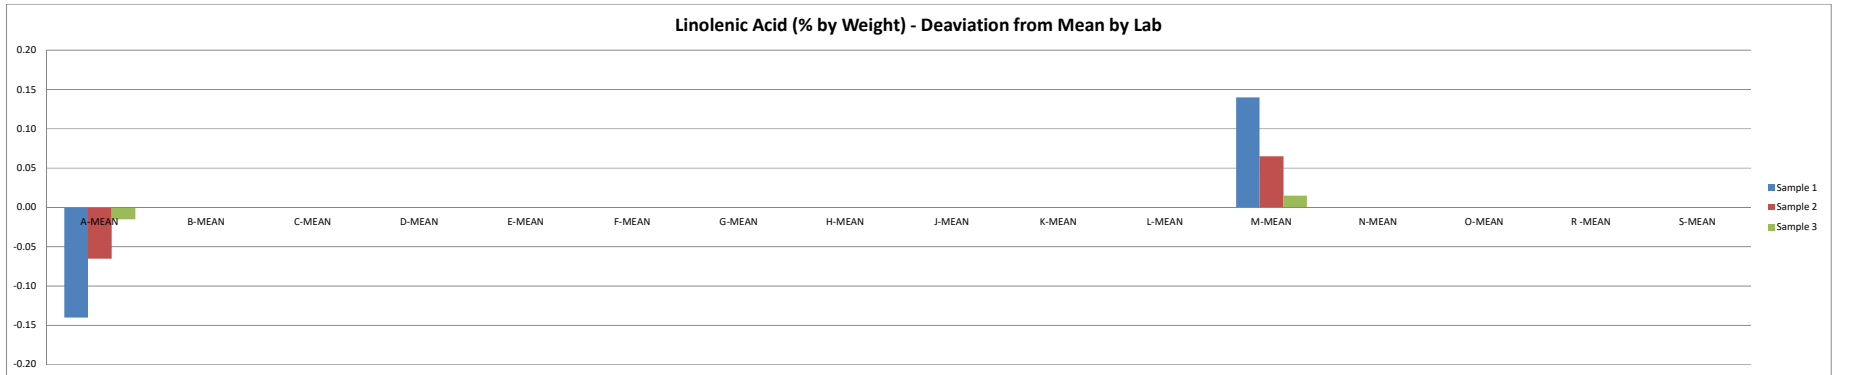 Linolenic Acid (% by Weight) - Deaviation from Mean by Lab
0.20
0.15
0.10
0.05
0.00
-0.05
-0.10
-0.15
-0.20
A-MEAN
B-MEAN
C-MEAN
D-MEAN
E-MEAN
F-MEAN
G-MEAN
H-MEAN
J-MEAN
K-MEAN
L-MEAN
M-MEAN
N-MEAN
O-MEAN
R -MEAN
S-MEAN
Sample 1
Sample 2
Sample 3